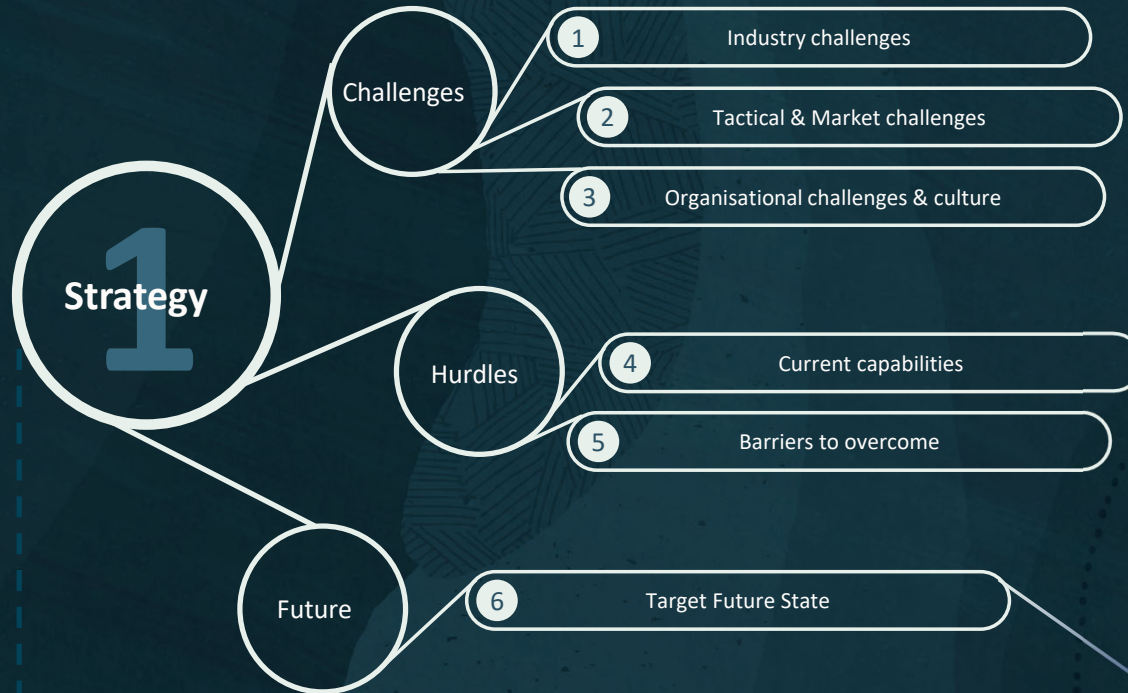 1
Strategy
Challenges
1 Industry challenges
2 Tactical & Market challenges
3 Organisational challenges & culture
Hurdles
4 Current capabilities
5 Barriers to overcome
Future
6 Target Future State